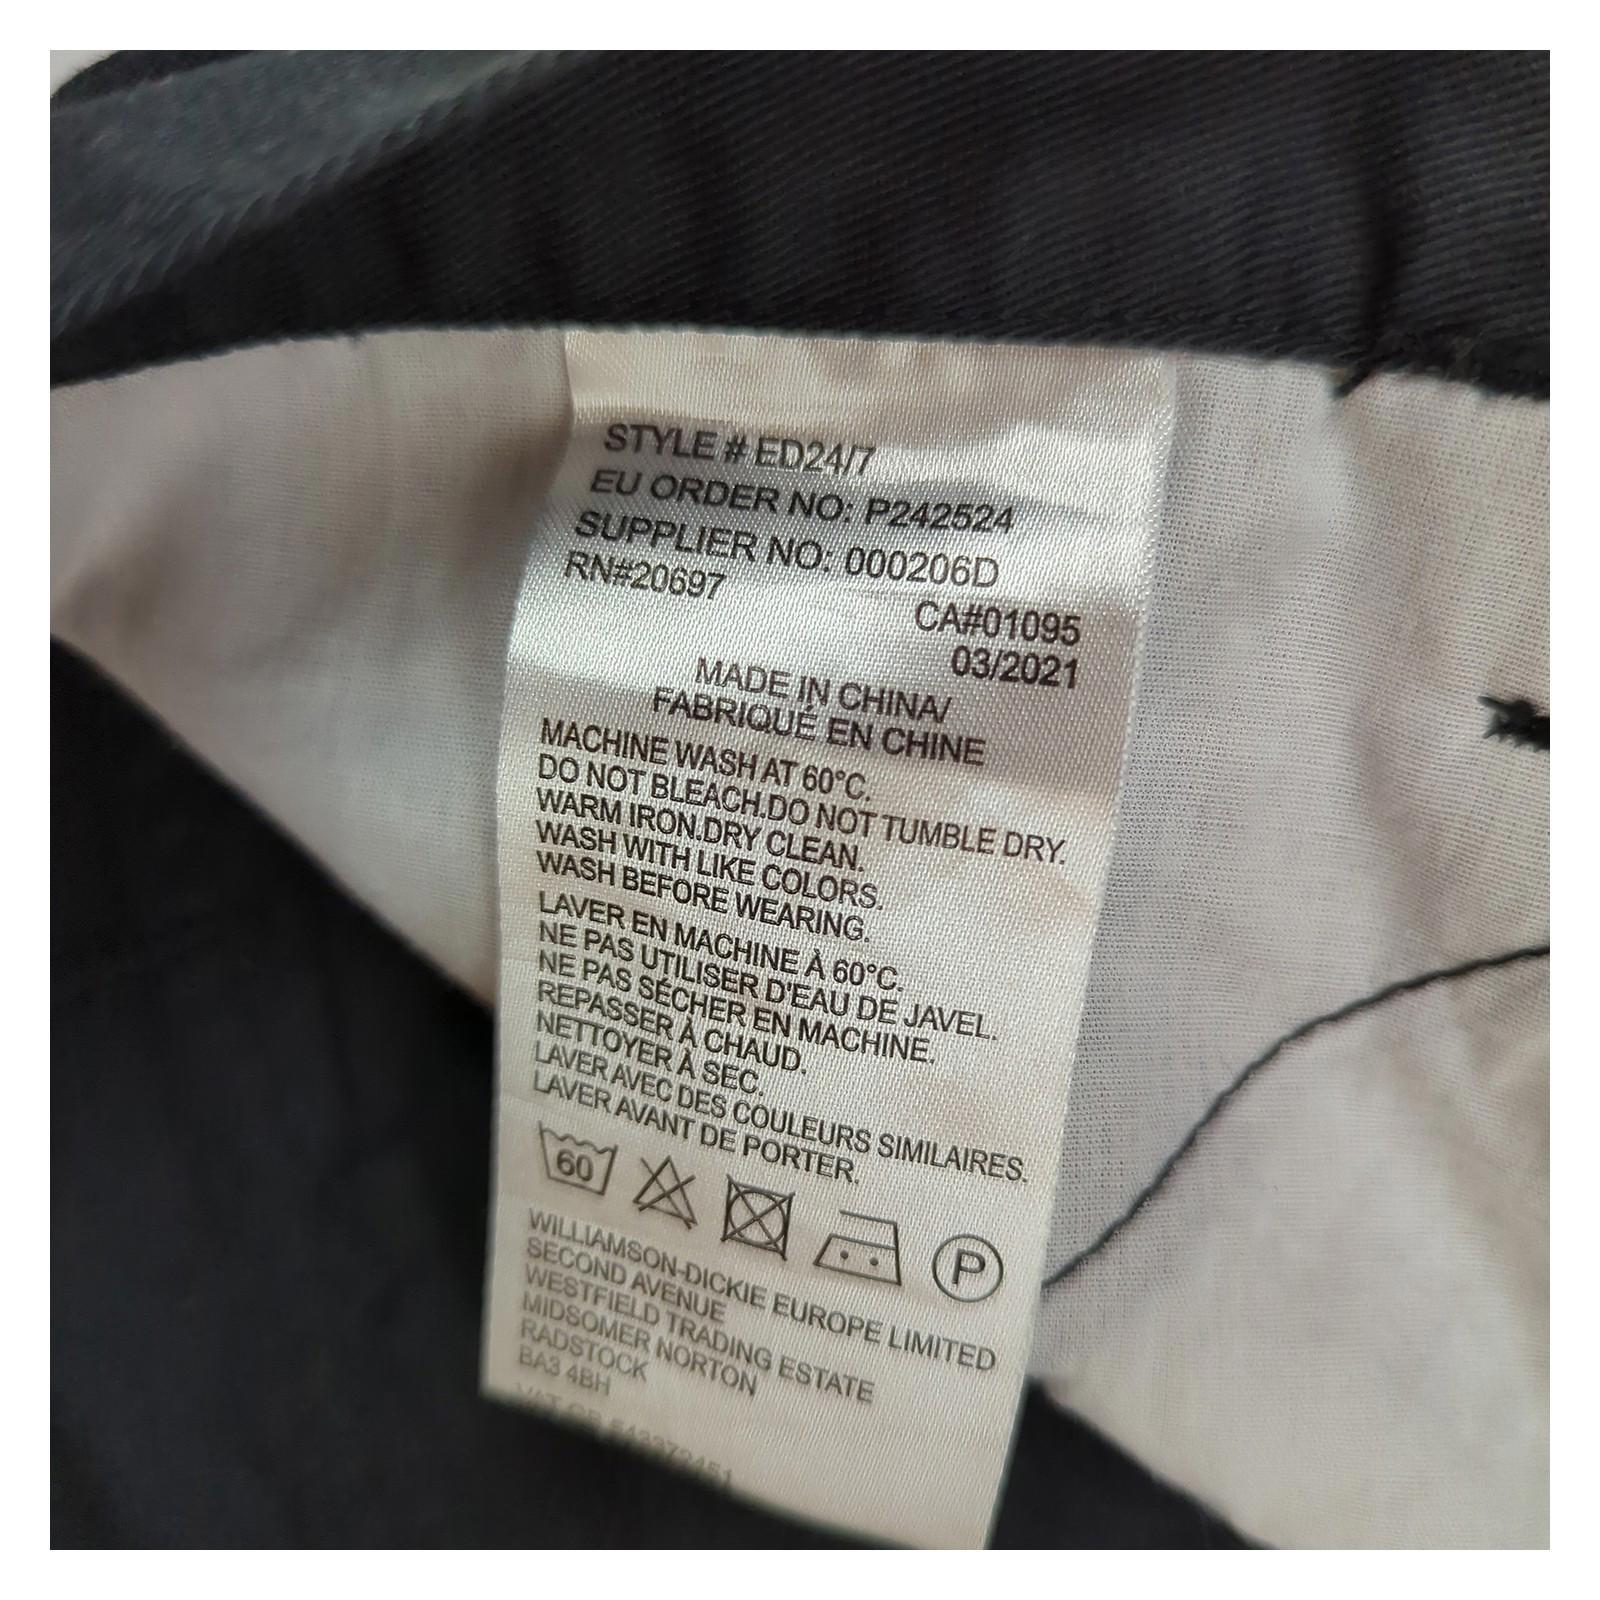 STYLE # ED24/7
EU ORDER NO: P242524
SUPPLIER NO: 000206D
RN#20697
CA#01095
03/2021
MADE IN CHINA/
FABRIQUÉ EN CHINE
MACHINE WASH AT 60°C.
DO NOT BLEACH.DO NOT TUMBLE DRY.
WARM IRON.DRY CLEAN.
WASH WITH LIKE COLORS.
WASH BEFORE WEARING.
LAVER EN MACHINE À 60°C.
NE PAS UTILISER D'EAU DE JAVEL.
NE PAS SÉCHER EN MACHINE.
REPASSER À CHAUD.
NETTOYER À SEC.
LAVER AVEC DES COULEURS SIMILAIRES.
LAVER AVANT DE PORTER.
60 P
WILLIAMSON-DICKIE EUROPE LIMITED
SECOND AVENUE
WESTFIELD TRADING ESTATE
MIDSOMER NORTON
RADSTOCK
BA3 4BH
VAT GB 543372451